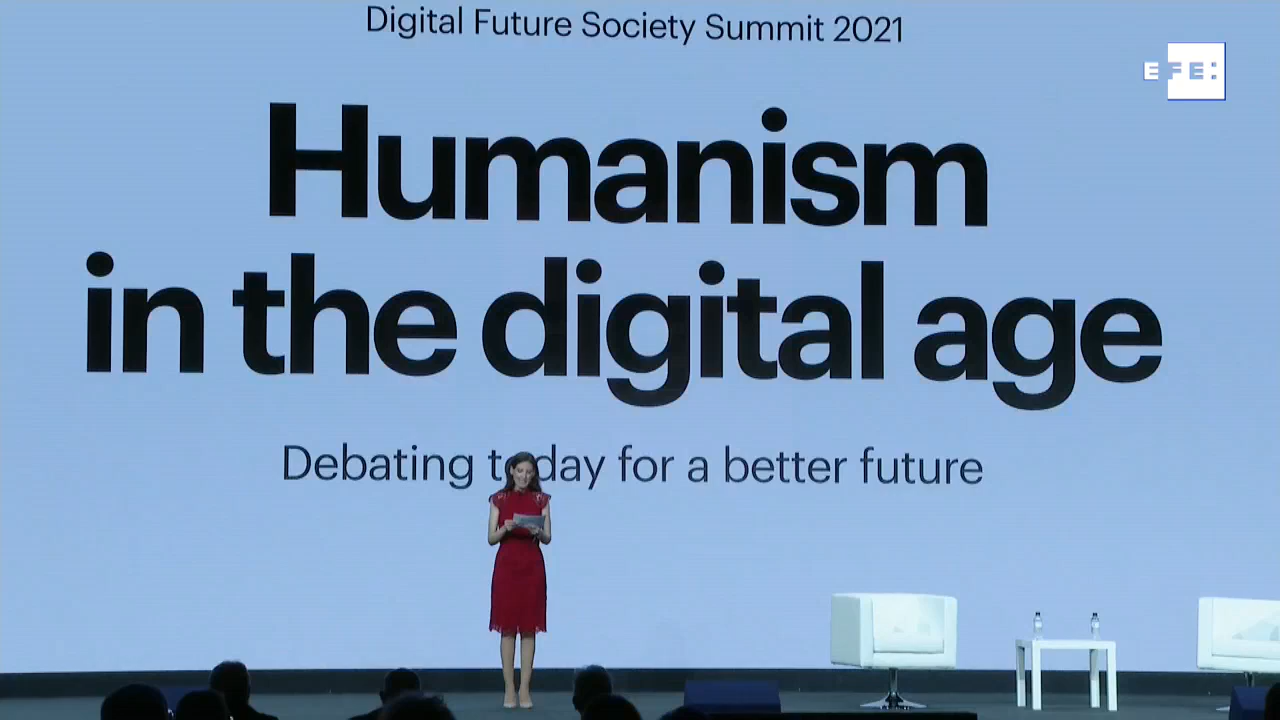 Digital Future Society Summit 2021
EFE:
Humanism
in the digital age
Debating today for a better future